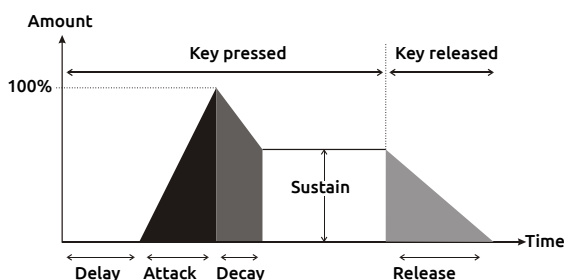 Amount
Key pressed Key released
100%
Sustain
Time
Delay Attack Decay Release